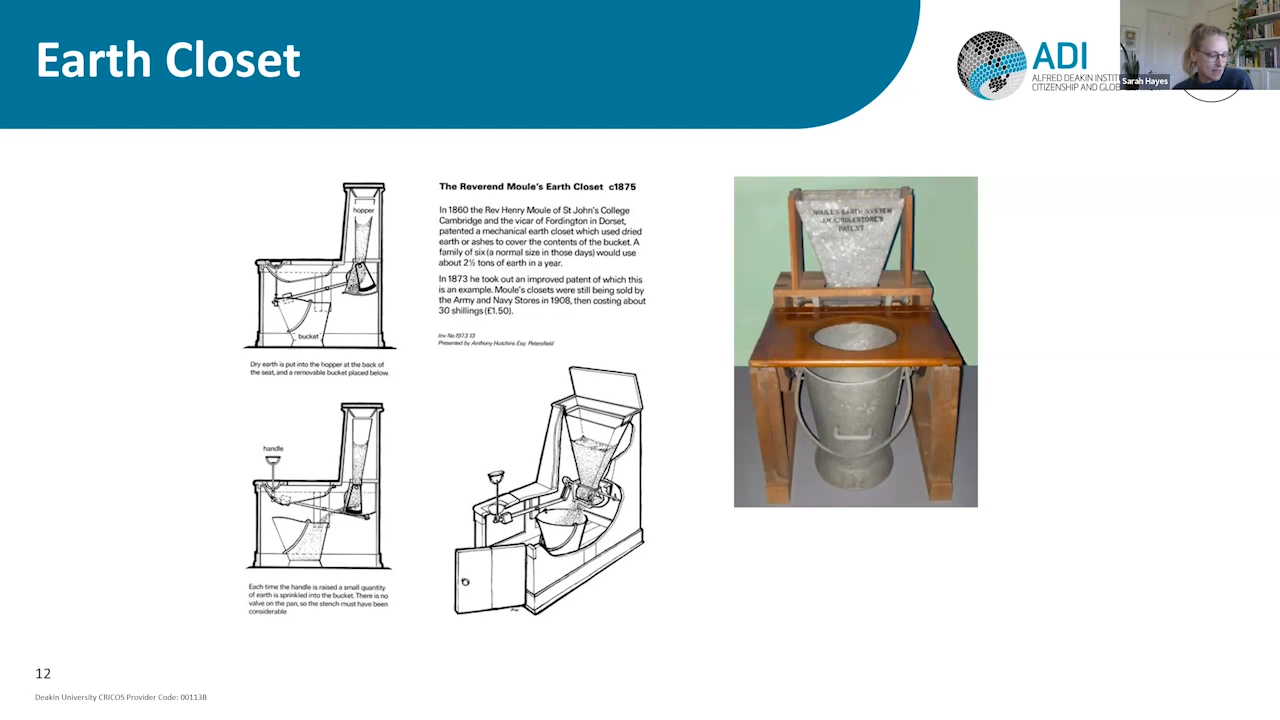 Earth Closet
ADI
ALFRED DEAKIN INSTIT
CITIZENSHIP AND GLOB
Sarah Hayes
hopper
bucket
Dry earth is put into the hopper at the back of
the seat, and a removable bucket placed below.
handle
Each time the handle is raised a small quantity
of earth is sprinkled into the bucket. There is no
valve on the pan, so the stench must have been
considerable
The Reverend Moule's Earth Closet c1875
In 1860 the Rev Henry Moule of St John's College
Cambridge and the vicar of Fordington in Dorset,
patented a mechanical earth closet which used dried
earth or ashes to cover the contents of the bucket. A
family of six (a normal size in those days) would use
about 2½ tons of earth in a year.
In 1873 he took out an improved patent of which this
is an example. Moule's closets were still being sold by
the Army and Navy Stores in 1908, then costing about
30 shillings (£1.50).
Inv No 1973 13
Presented by Anthony Hutchins Esq Petersfield
MOULE'S EARTH SYSTEM
PATENT
12
Deakin University CRICOS Provider Code: 00113B